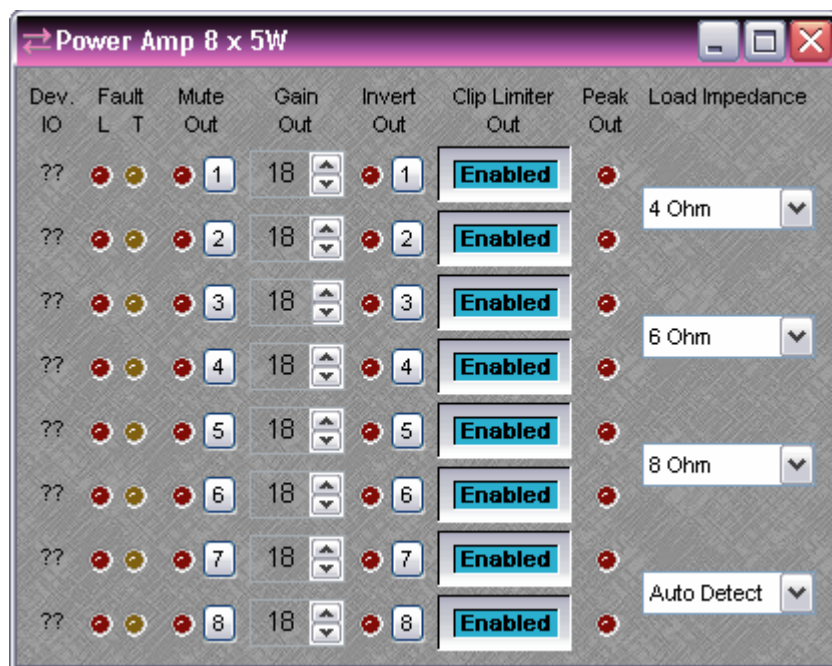 Power Amp 8 x 5W
Dev. Fault Mute Gain Invert Clip Limiter Peak Load Impedance
IO L T Out Out Out Out Out
?? 1 18 1 Enabled
4 Ohm
?? 2 18 2 Enabled
?? 3 18 3 Enabled
6 Ohm
?? 4 18 4 Enabled
?? 5 18 5 Enabled
8 Ohm
?? 6 18 6 Enabled
?? 7 18 7 Enabled
Auto Detect
?? 8 18 8 Enabled